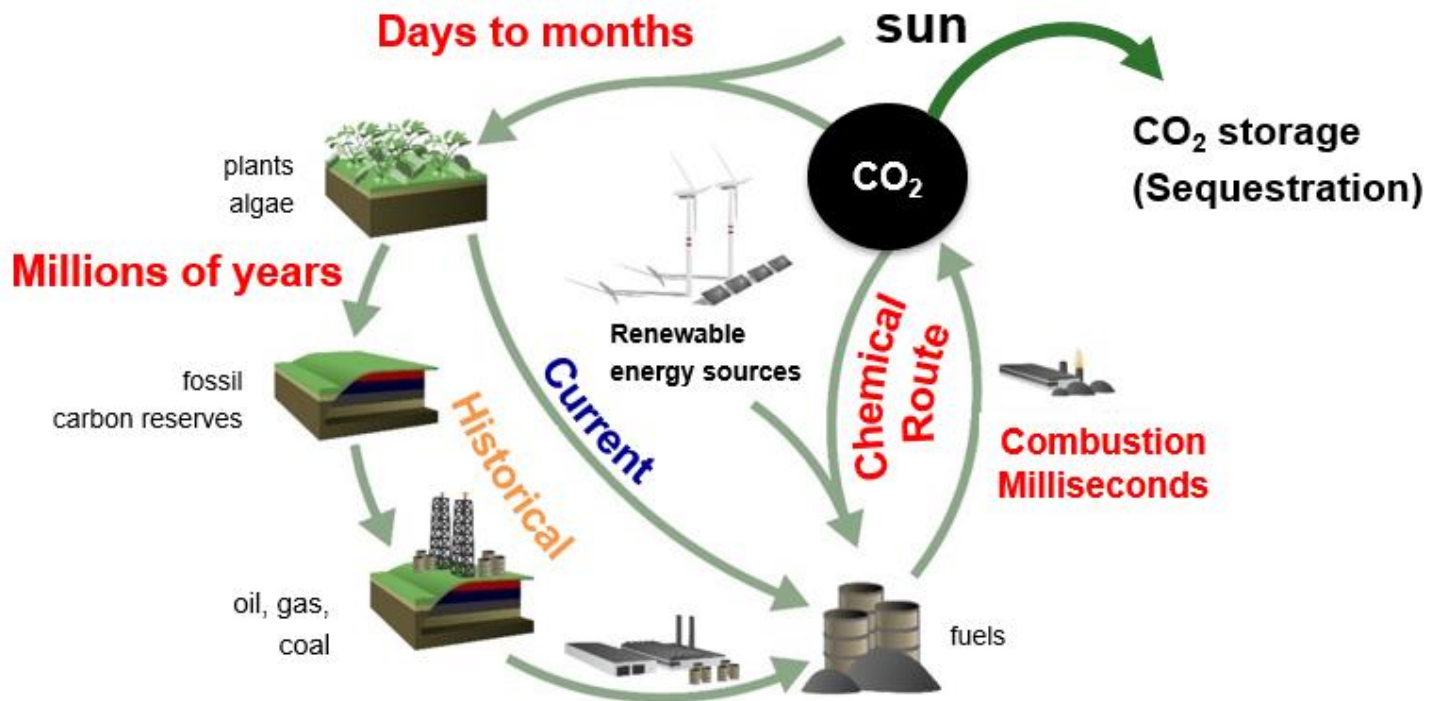 Days to months
sun
CO₂ storage
(Sequestration)
plants
algae
CO₂
Millions of years
Renewable
energy sources
Chemical
Route
fossil
carbon reserves
Historical
Current
Combustion
Milliseconds
oil, gas,
coal
fuels